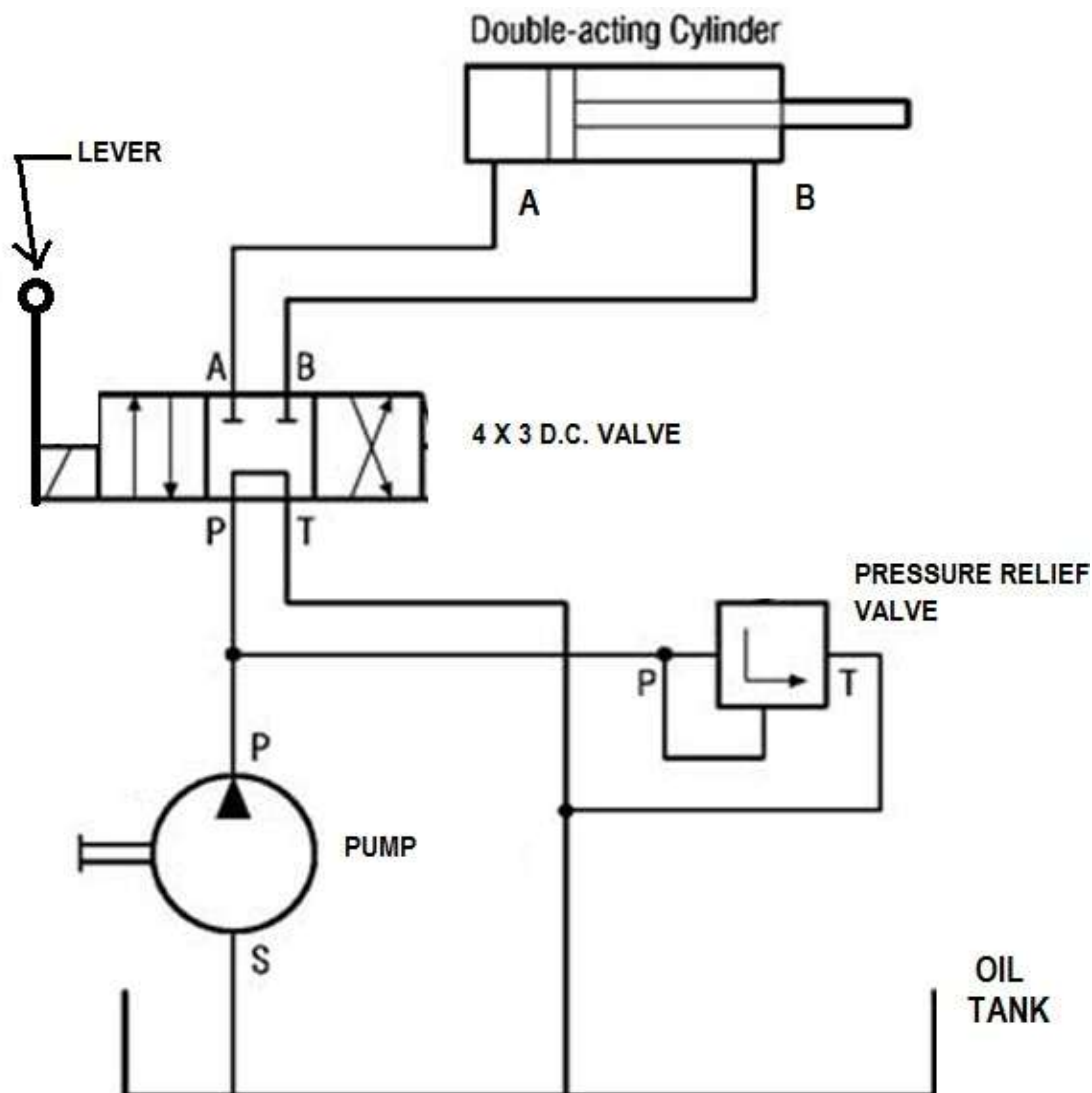 Double-acting Cylinder
LEVER
A
B
A
B
4 X 3 D.C. VALVE
P
T
PRESSURE RELIEF
VALVE
P
T
P
PUMP
S
OIL
TANK